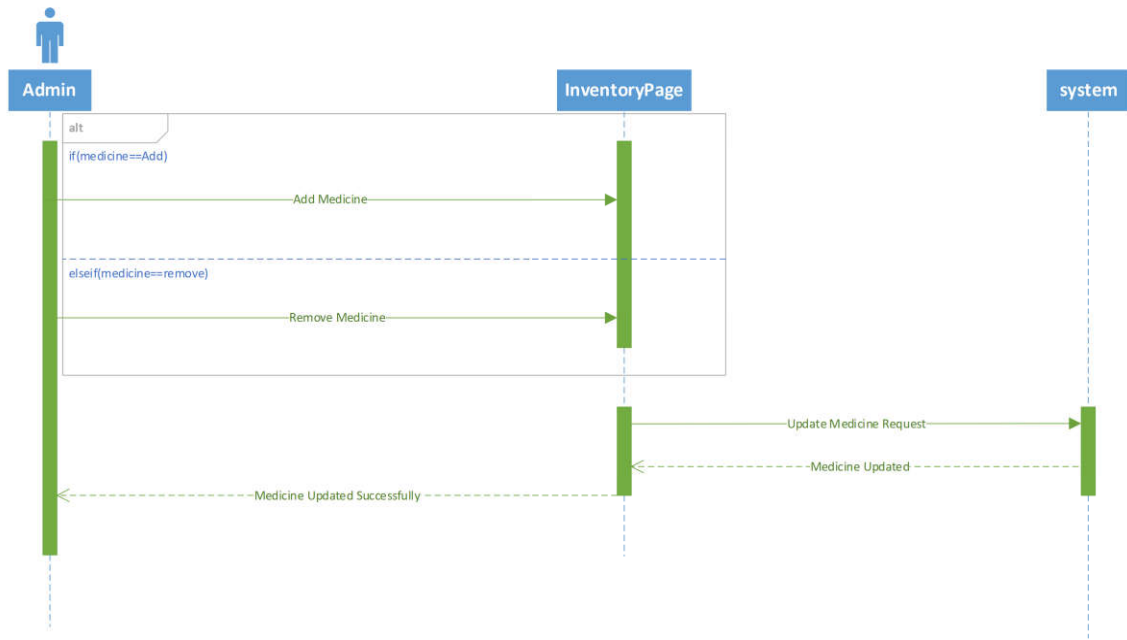 Admin
InventoryPage
system
alt
if(medicine==Add)
Add Medicine
elseif(medicine==remove)
Remove Medicine
Update Medicine Request
Medicine Updated
Medicine Updated Successfully